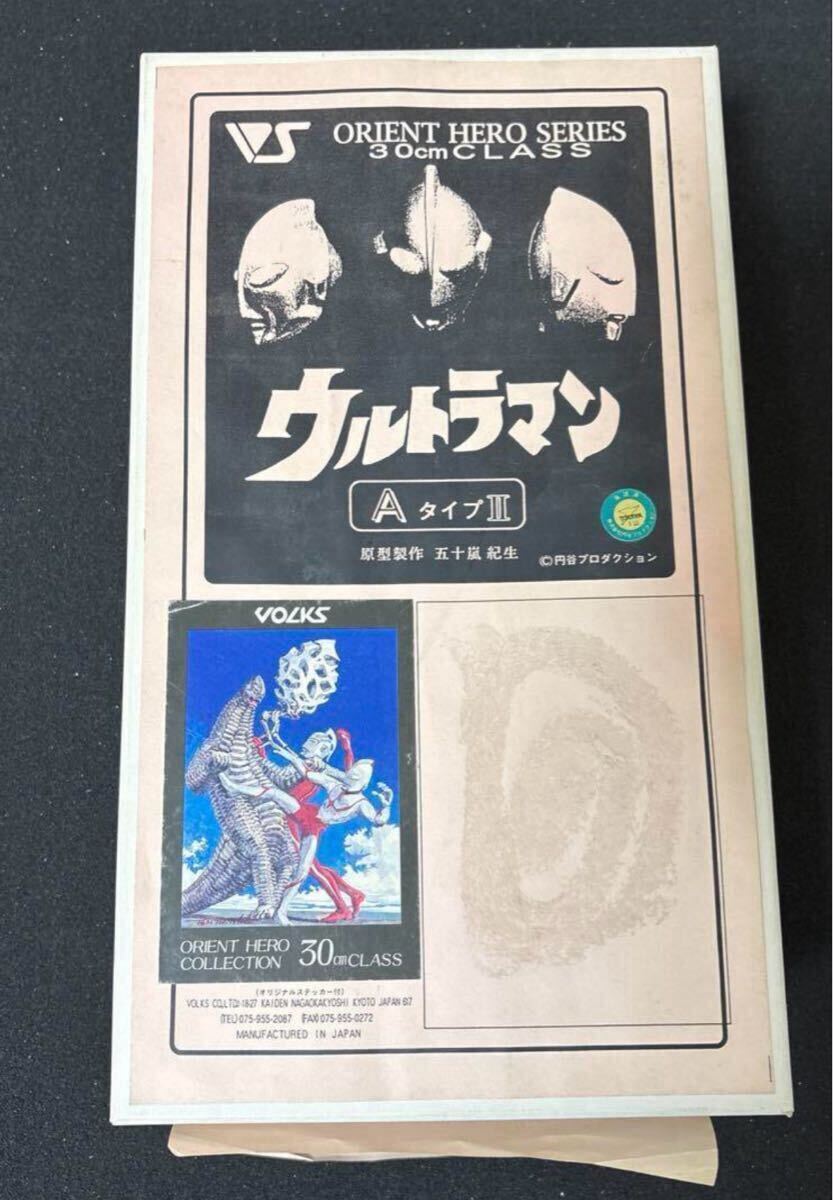 VS
ORIENT HERO SERIES
30cm CLASS
ウルトラマン
A タイプ II
原型製作 五十嵐 紀生
©円谷プロダクション
VOLKS
ORIENT HERO
COLLECTION 30cm CLASS
(オリジナルステッカー付)
VOLKS CO.,LTD.1-18-27 KAIDEN NAGAOKAKYOSHI KYOTO JAPAN 617
(TEL) 075-955-2087 (FAX) 075-955-0272
MANUFACTURED IN JAPAN